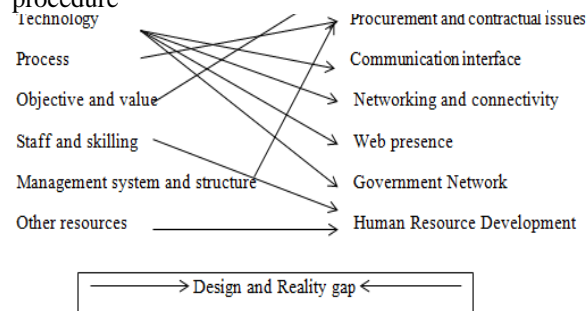 procedure
Technology Procurement and contractual issues
Process Communication interface
Objective and value Networking and connectivity
Staff and skilling Web presence
Management system and structure Government Network
Other resources Human Resource Development
Design and Reality gap